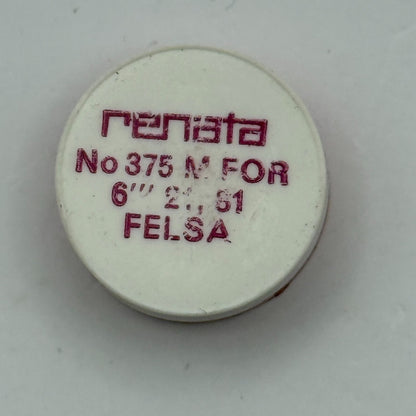 renata
No 375 M FOR
6''' 21, 61
FELSA